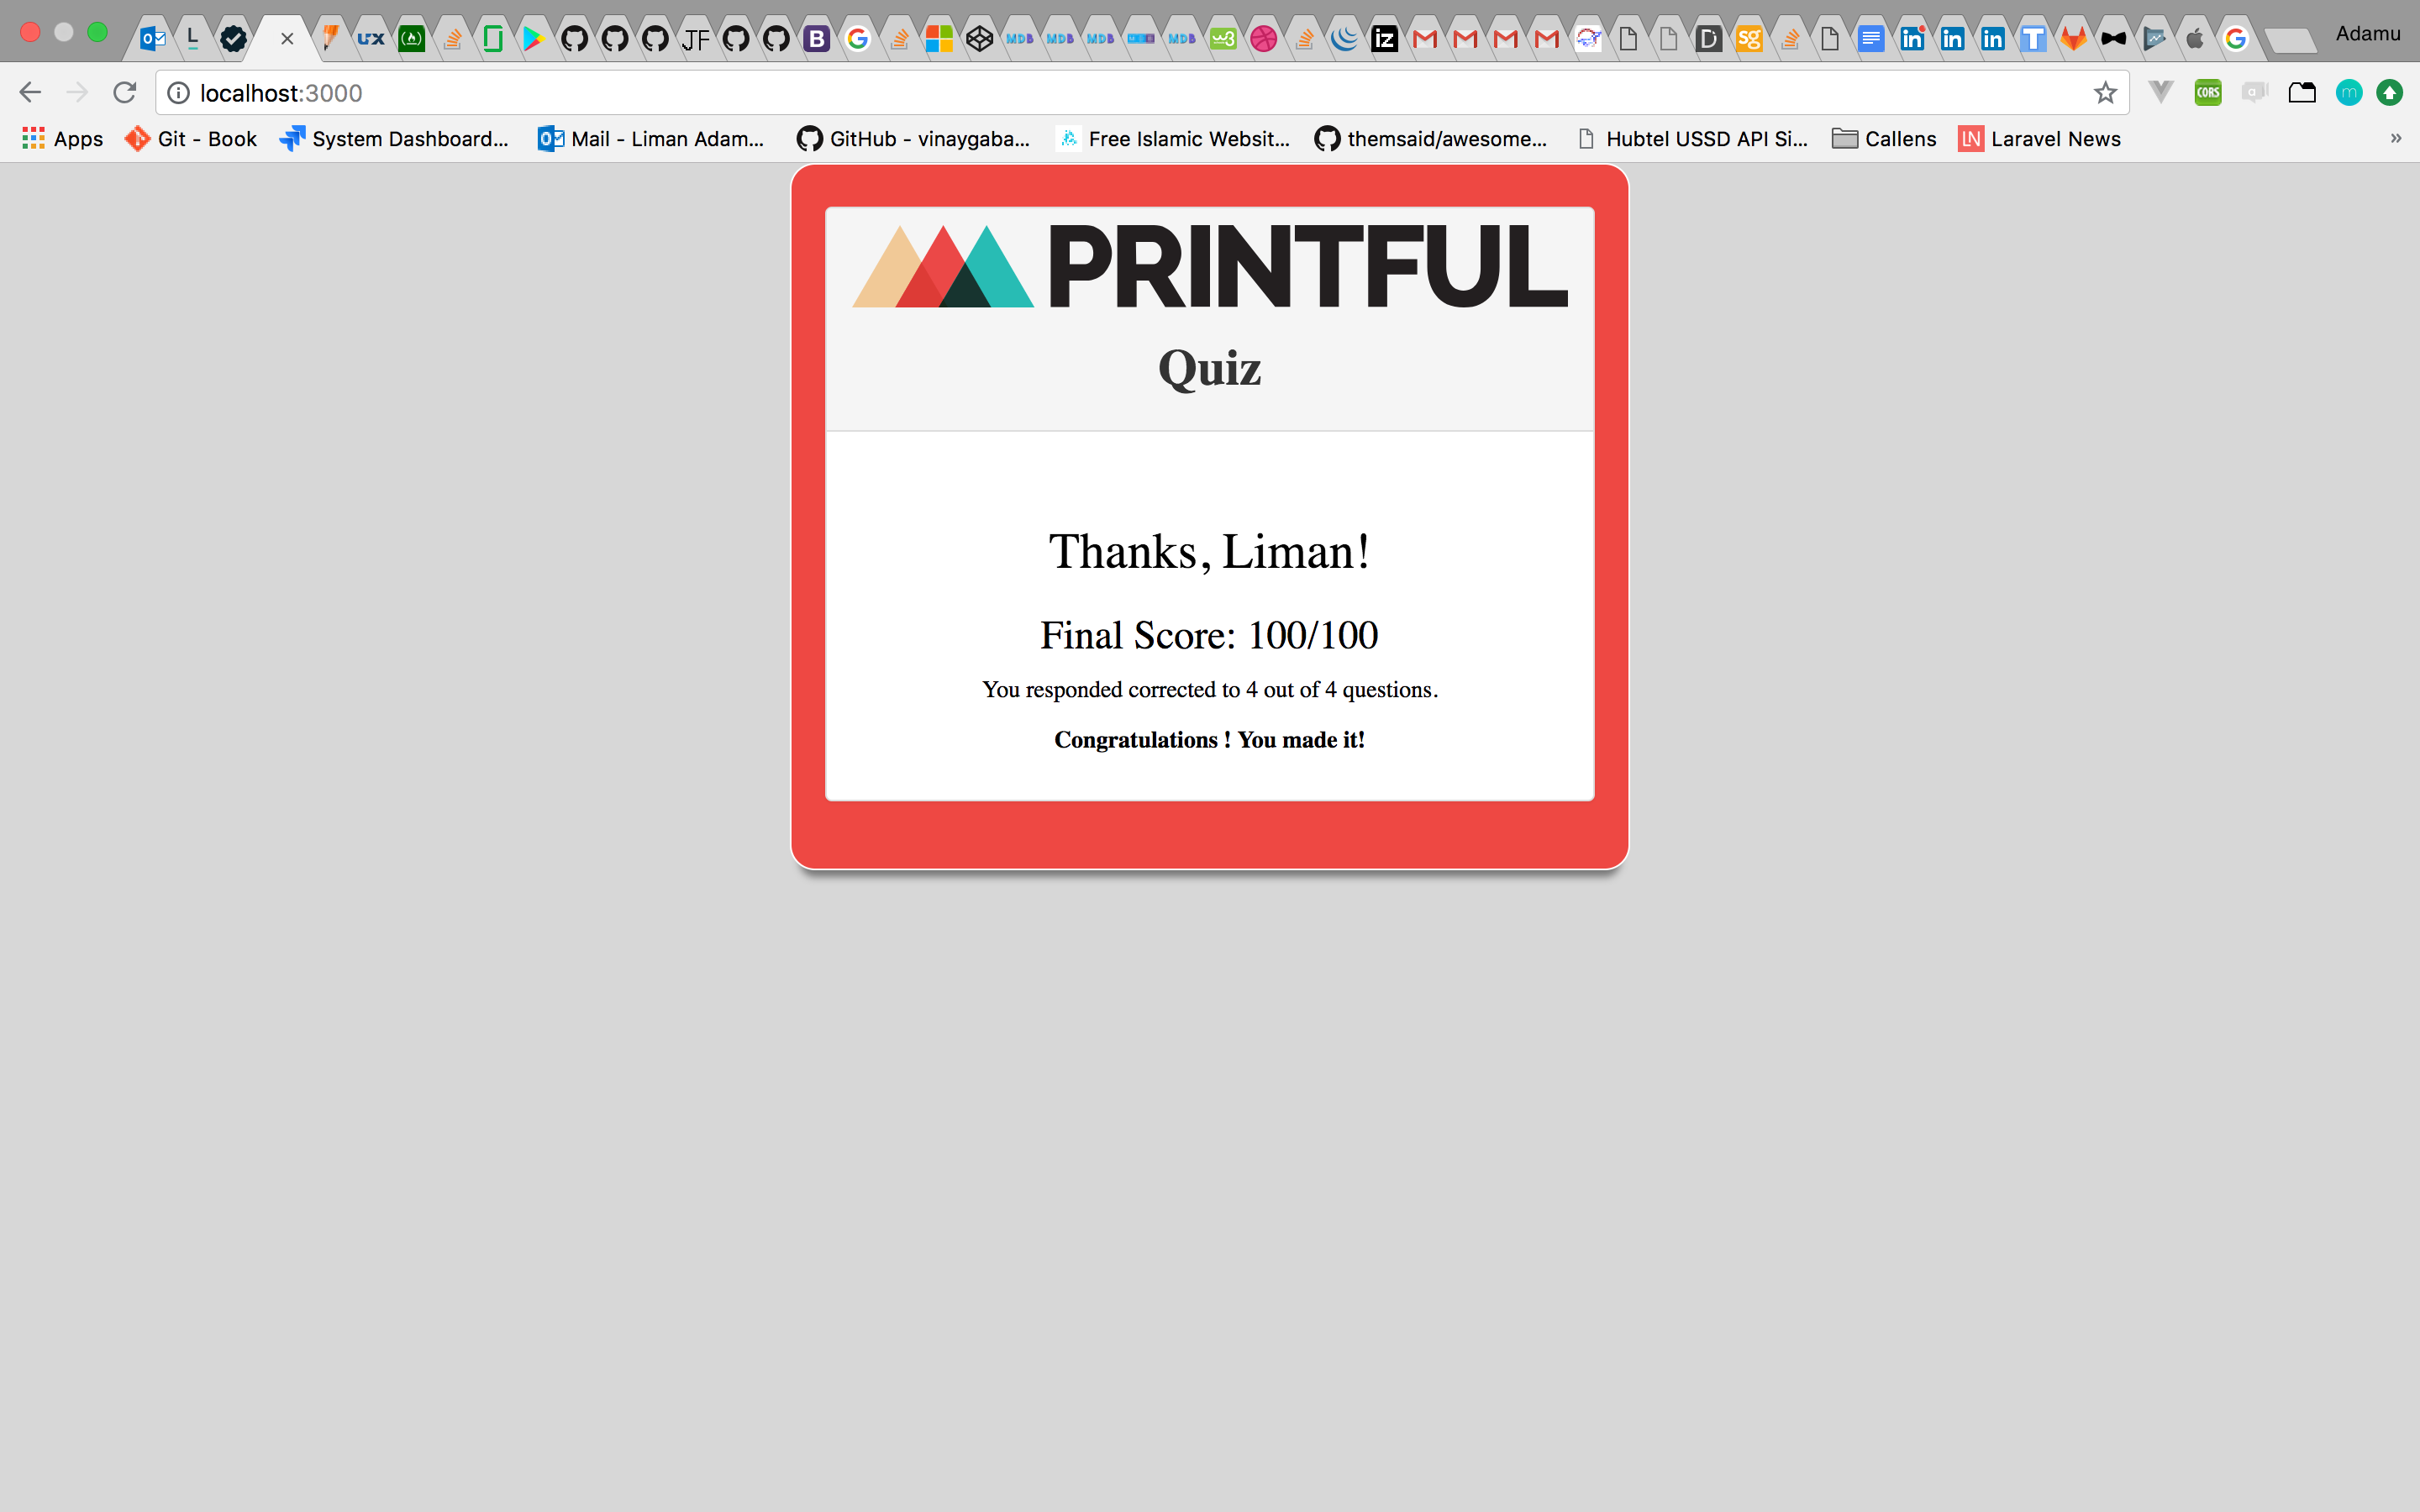 Adamu
localhost:3000
Apps Git - Book System Dashboard... Mail - Liman Adam... GitHub - vinaygaba... Free Islamic Websit... themsaid/awesome... Hubtel USSD API Si... Callens Laravel News »
PRINTFUL
Quiz
Thanks, Liman!
Final Score: 100/100
You responded corrected to 4 out of 4 questions.
Congratulations ! You made it!